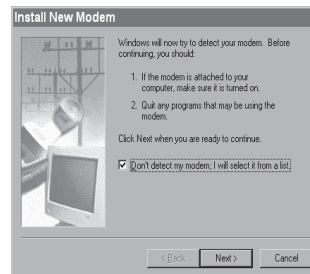 Install New Modem
Windows will now try to detect your modem. Before
continuing, you should:
1. If the modem is attached to your
computer, make sure it is turned on.
2. Quit any programs that may be using the
modem.
Click Next when you are ready to continue.
Don't detect my modem; I will select it from a list.
< Back
Next >
Cancel